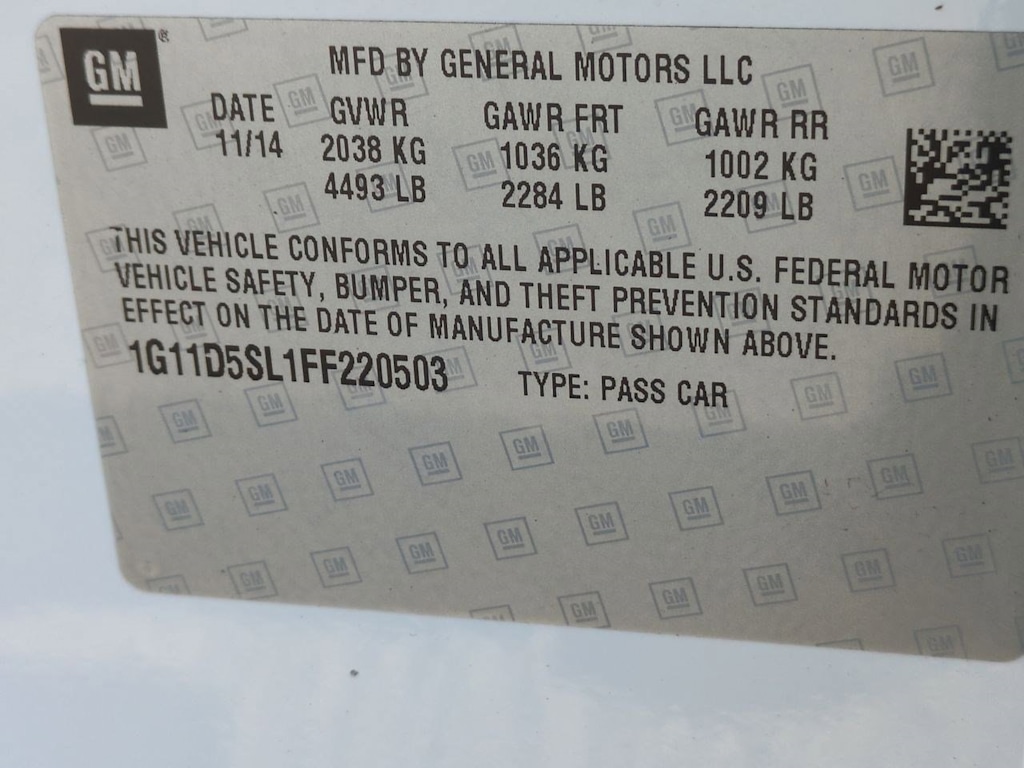 GM
MFD BY GENERAL MOTORS LLC
DATE GVWR GAWR FRT GAWR RR
11/14 2038 KG 1036 KG 1002 KG
4493 LB 2284 LB 2209 LB
THIS VEHICLE CONFORMS TO ALL APPLICABLE U.S. FEDERAL MOTOR
VEHICLE SAFETY, BUMPER, AND THEFT PREVENTION STANDARDS IN
EFFECT ON THE DATE OF MANUFACTURE SHOWN ABOVE.
1G11D5SL1FF220503 TYPE: PASS CAR